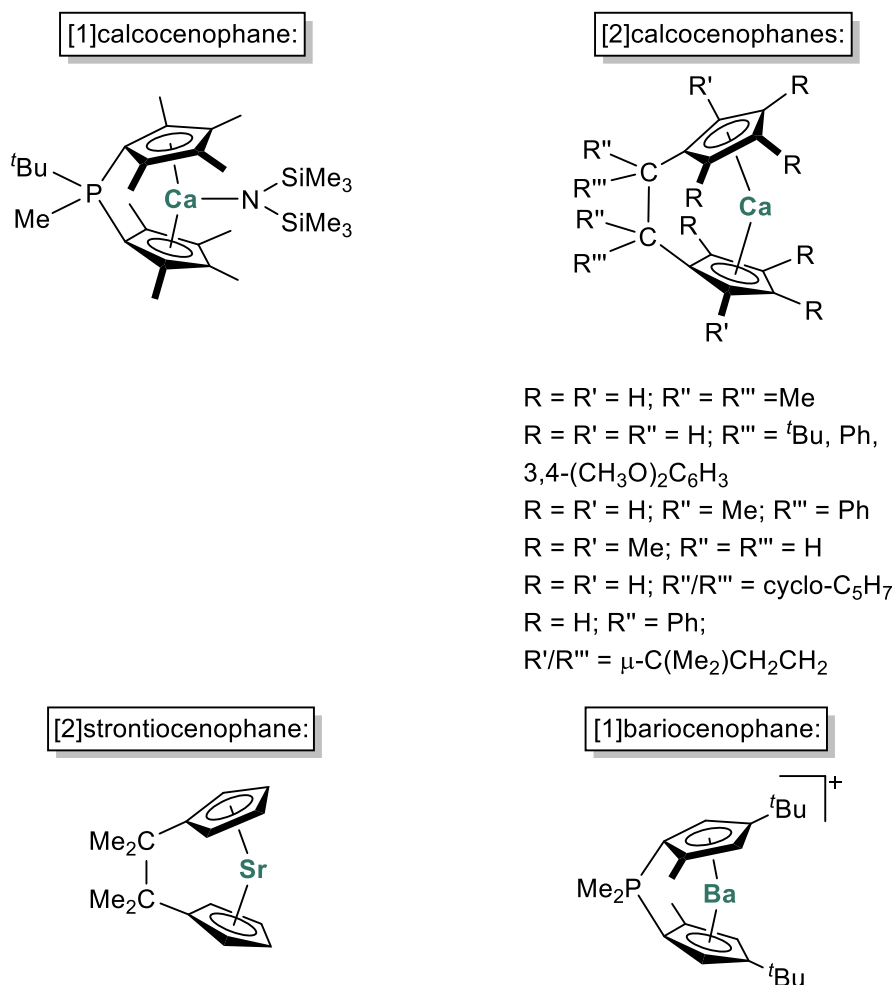 [1]calcocenophane:
[2]calcocenophanes:
ᵗBu
P
Me
Ca
N
SiMe₃
SiMe₃
R'
R
R''
R'''
C
R
R
R''
R'''
C
Ca
R
R
R
R'
R = R' = H; R'' = R''' =Me
R = R' = R'' = H; R''' = ᵗBu, Ph,
3,4-(CH₃O)₂C₆H₃
R = R' = H; R'' = Me; R''' = Ph
R = R' = Me; R'' = R''' = H
R = R' = H; R''/R''' = cyclo-C₅H₇
R = H; R'' = Ph;
R'/R''' = μ-C(Me₂)CH₂CH₂
[2]strontiocenophane:
[1]bariocenophane:
Me₂C
Me₂C
Sr
ᵗBu
+
Me₂P
Ba
ᵗBu